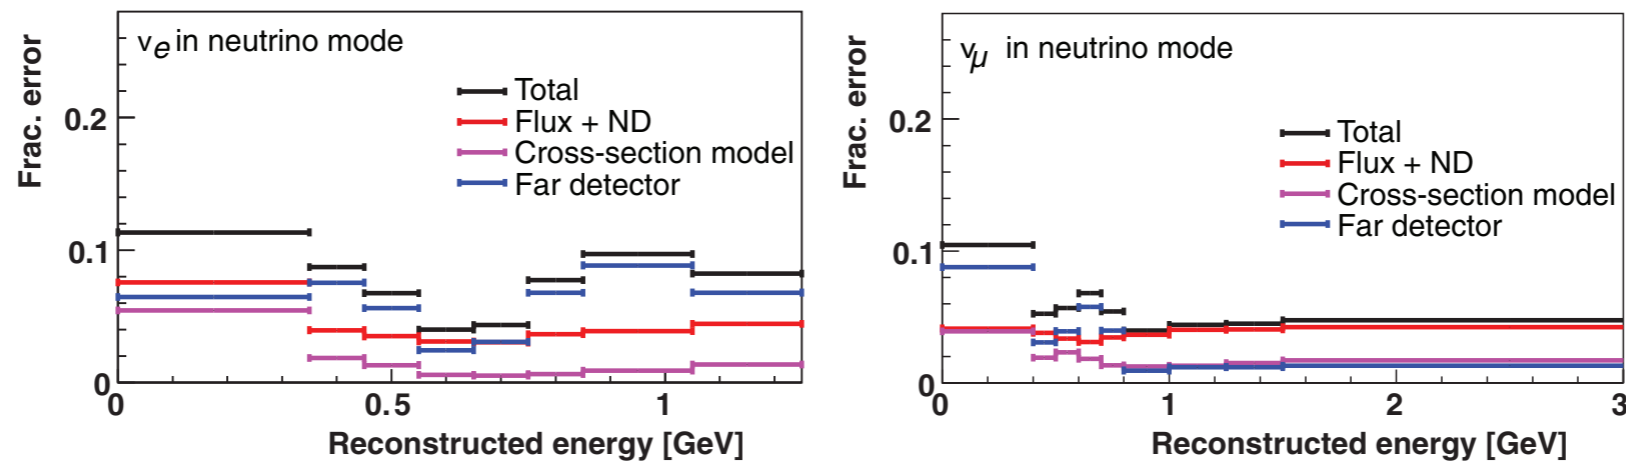 νe in neutrino mode
Total
Flux + ND
Cross-section model
Far detector
Frac. error
0.2
0.1
0
0
0.5
1
Reconstructed energy [GeV]
νμ in neutrino mode
Total
Flux + ND
Cross-section model
Far detector
Frac. error
0.2
0.1
0
0
1
2
3
Reconstructed energy [GeV]